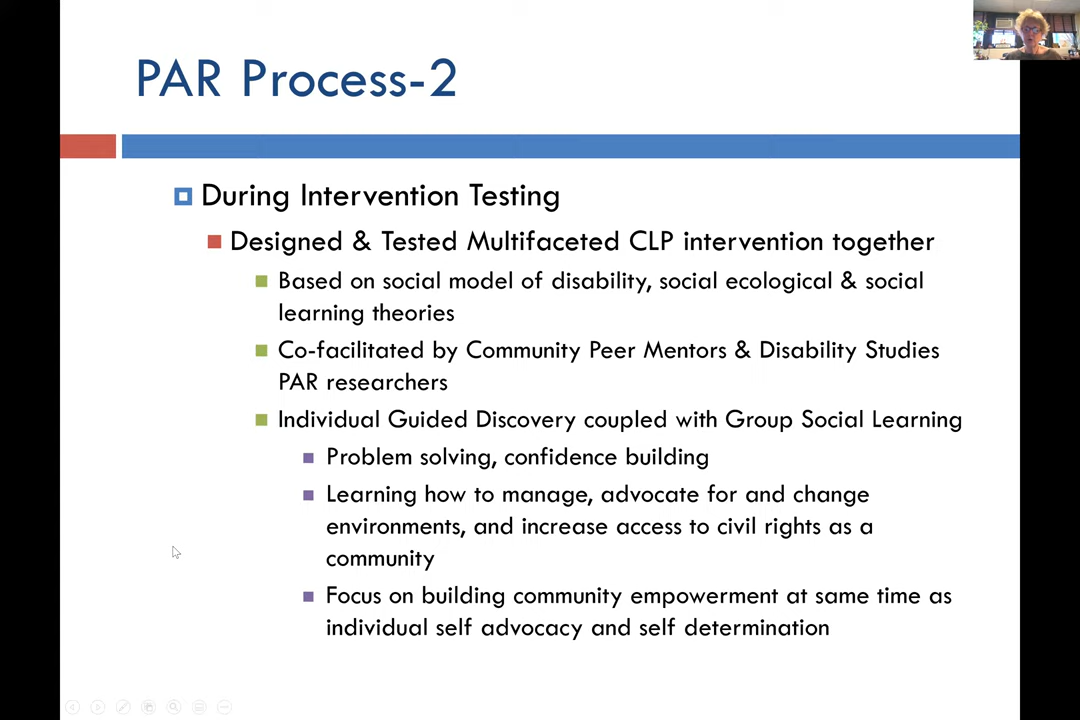 PAR Process-2
During Intervention Testing
Designed & Tested Multifaceted CLP intervention together
Based on social model of disability, social ecological & social
learning theories
Co-facilitated by Community Peer Mentors & Disability Studies
PAR researchers
Individual Guided Discovery coupled with Group Social Learning
Problem solving, confidence building
Learning how to manage, advocate for and change
environments, and increase access to civil rights as a
community
Focus on building community empowerment at same time as
individual self advocacy and self determination